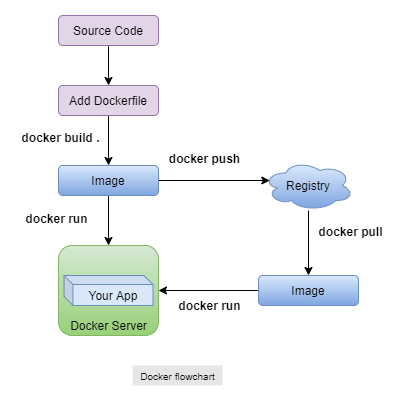 Source Code
Add Dockerfile
docker build .
Image
docker push
Registry
docker run
docker pull
Your App
Docker Server
docker run
Image
Docker flowchart